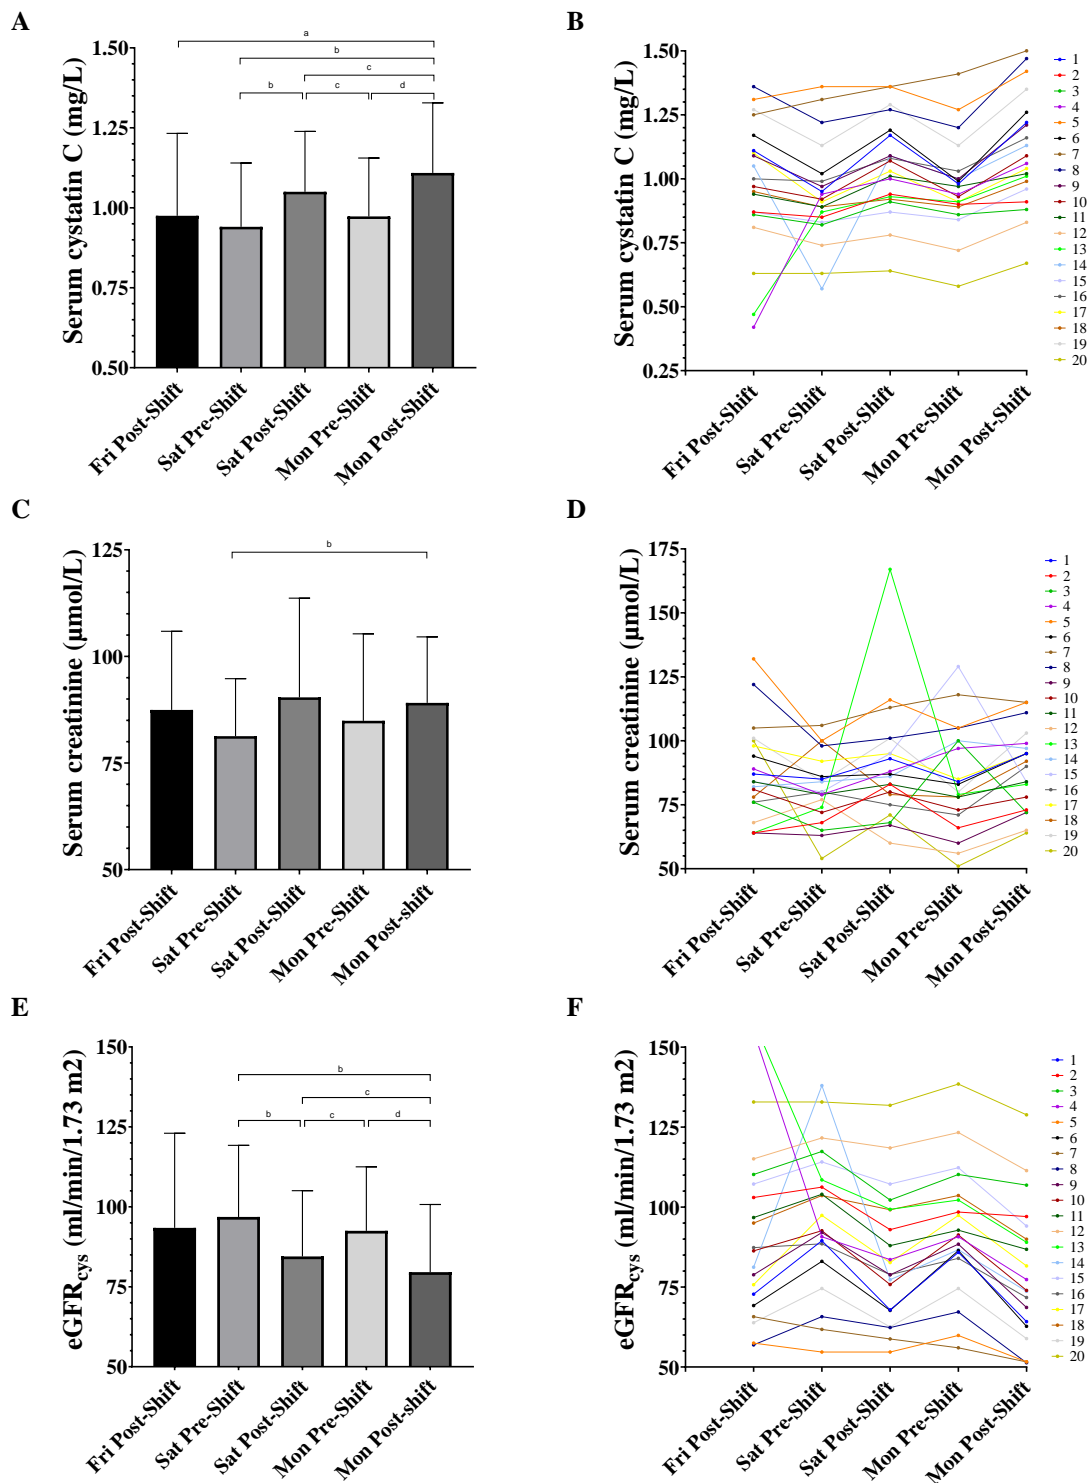 A
Serum cystatin C (mg/L)
1.50
1.25
1.00
0.75
0.50
a
b
c
b
c
d
Fri Post-Shift
Sat Pre-Shift
Sat Post-Shift
Mon Pre-Shift
Mon Post-Shift
B
Serum cystatin C (mg/L)
1.50
1.25
1.00
0.75
0.50
0.25
Fri Post-Shift
Sat Pre-Shift
Sat Post-Shift
Mon Pre-Shift
Mon Post-Shift
1
2
3
4
5
6
7
8
9
10
11
12
13
14
15
16
17
18
19
20
C
Serum creatinine (µmol/L)
125
100
75
50
b
Fri Post-Shift
Sat Pre-Shift
Sat Post-Shift
Mon Pre-Shift
Mon Post-shift
D
Serum creatinine (µmol/L)
175
150
125
100
75
50
Fri Post-Shift
Sat Pre-Shift
Sat Post-Shift
Mon Pre-Shift
Mon Post-Shift
1
2
3
4
5
6
7
8
9
10
11
12
13
14
15
16
17
18
19
20
E
eGFRcys (ml/min/1.73 m2)
150
125
100
75
50
b
c
b
c
d
Fri Post-Shift
Sat Pre-Shift
Sat Post-Shift
Mon Pre-Shift
Mon Post-shift
F
eGFRcys (ml/min/1.73 m2)
150
125
100
75
50
Fri Post-Shift
Sat Pre-Shift
Sat Post-Shift
Mon Pre-Shift
Mon Post-Shift
1
2
3
4
5
6
7
8
9
10
11
12
13
14
15
16
17
18
19
20